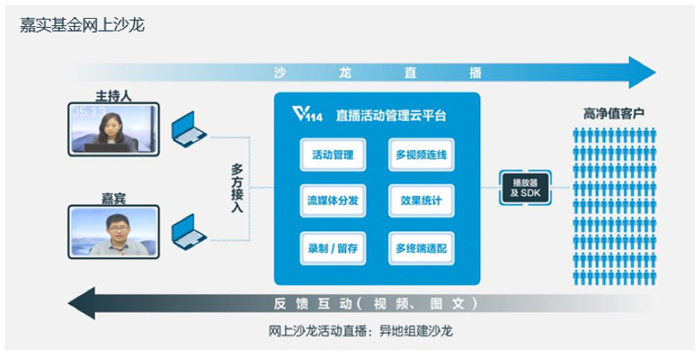 嘉实基金网上沙龙
沙龙直播
主持人
05:13
嘉宾
多方接入
V114 直播活动管理云平台
活动管理 多视频连线
流媒体分发 效果统计
录制/留存 多终端适配
播放器
及SDK
高净值客户
反馈互动(视频、图文)
网上沙龙活动直播：异地组建沙龙